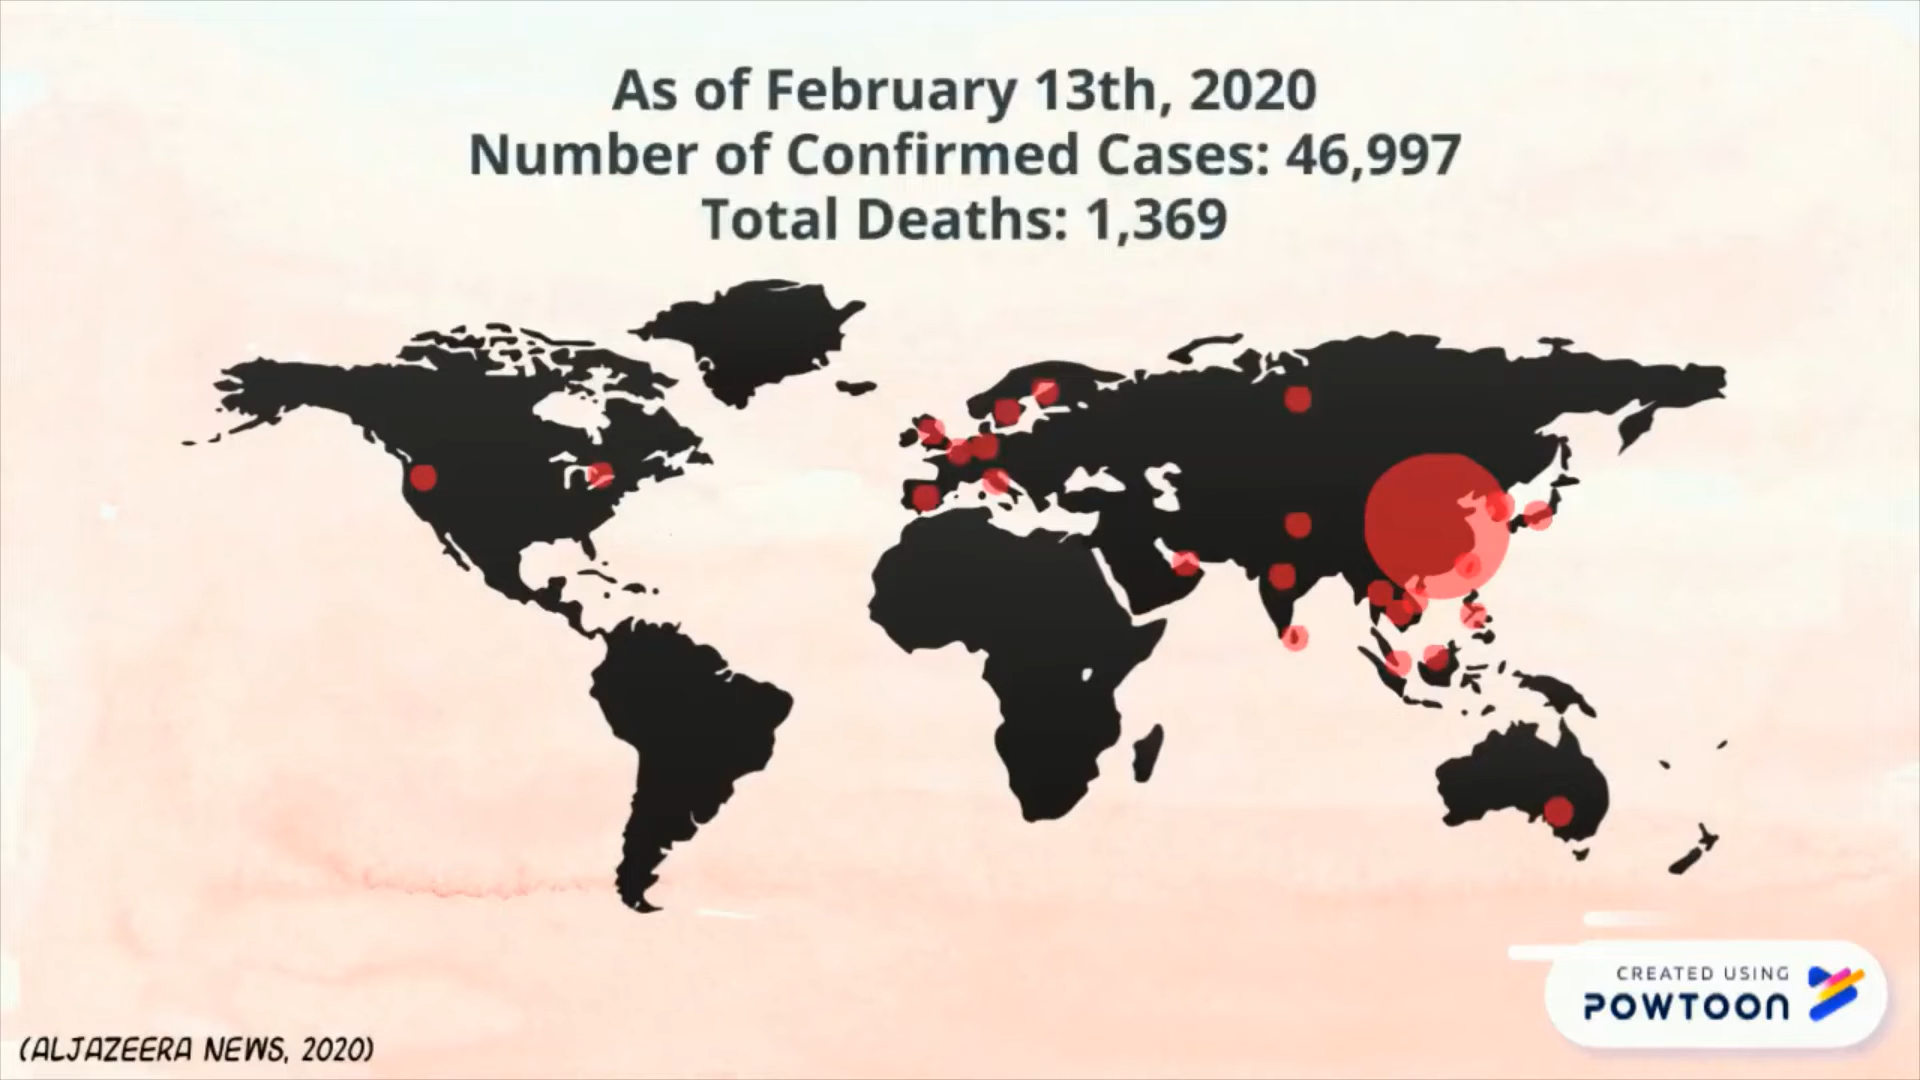 As of February 13th, 2020
Number of Confirmed Cases: 46,997
Total Deaths: 1,369
CREATED USING
POWTOON
(ALJAZEERA NEWS, 2020)